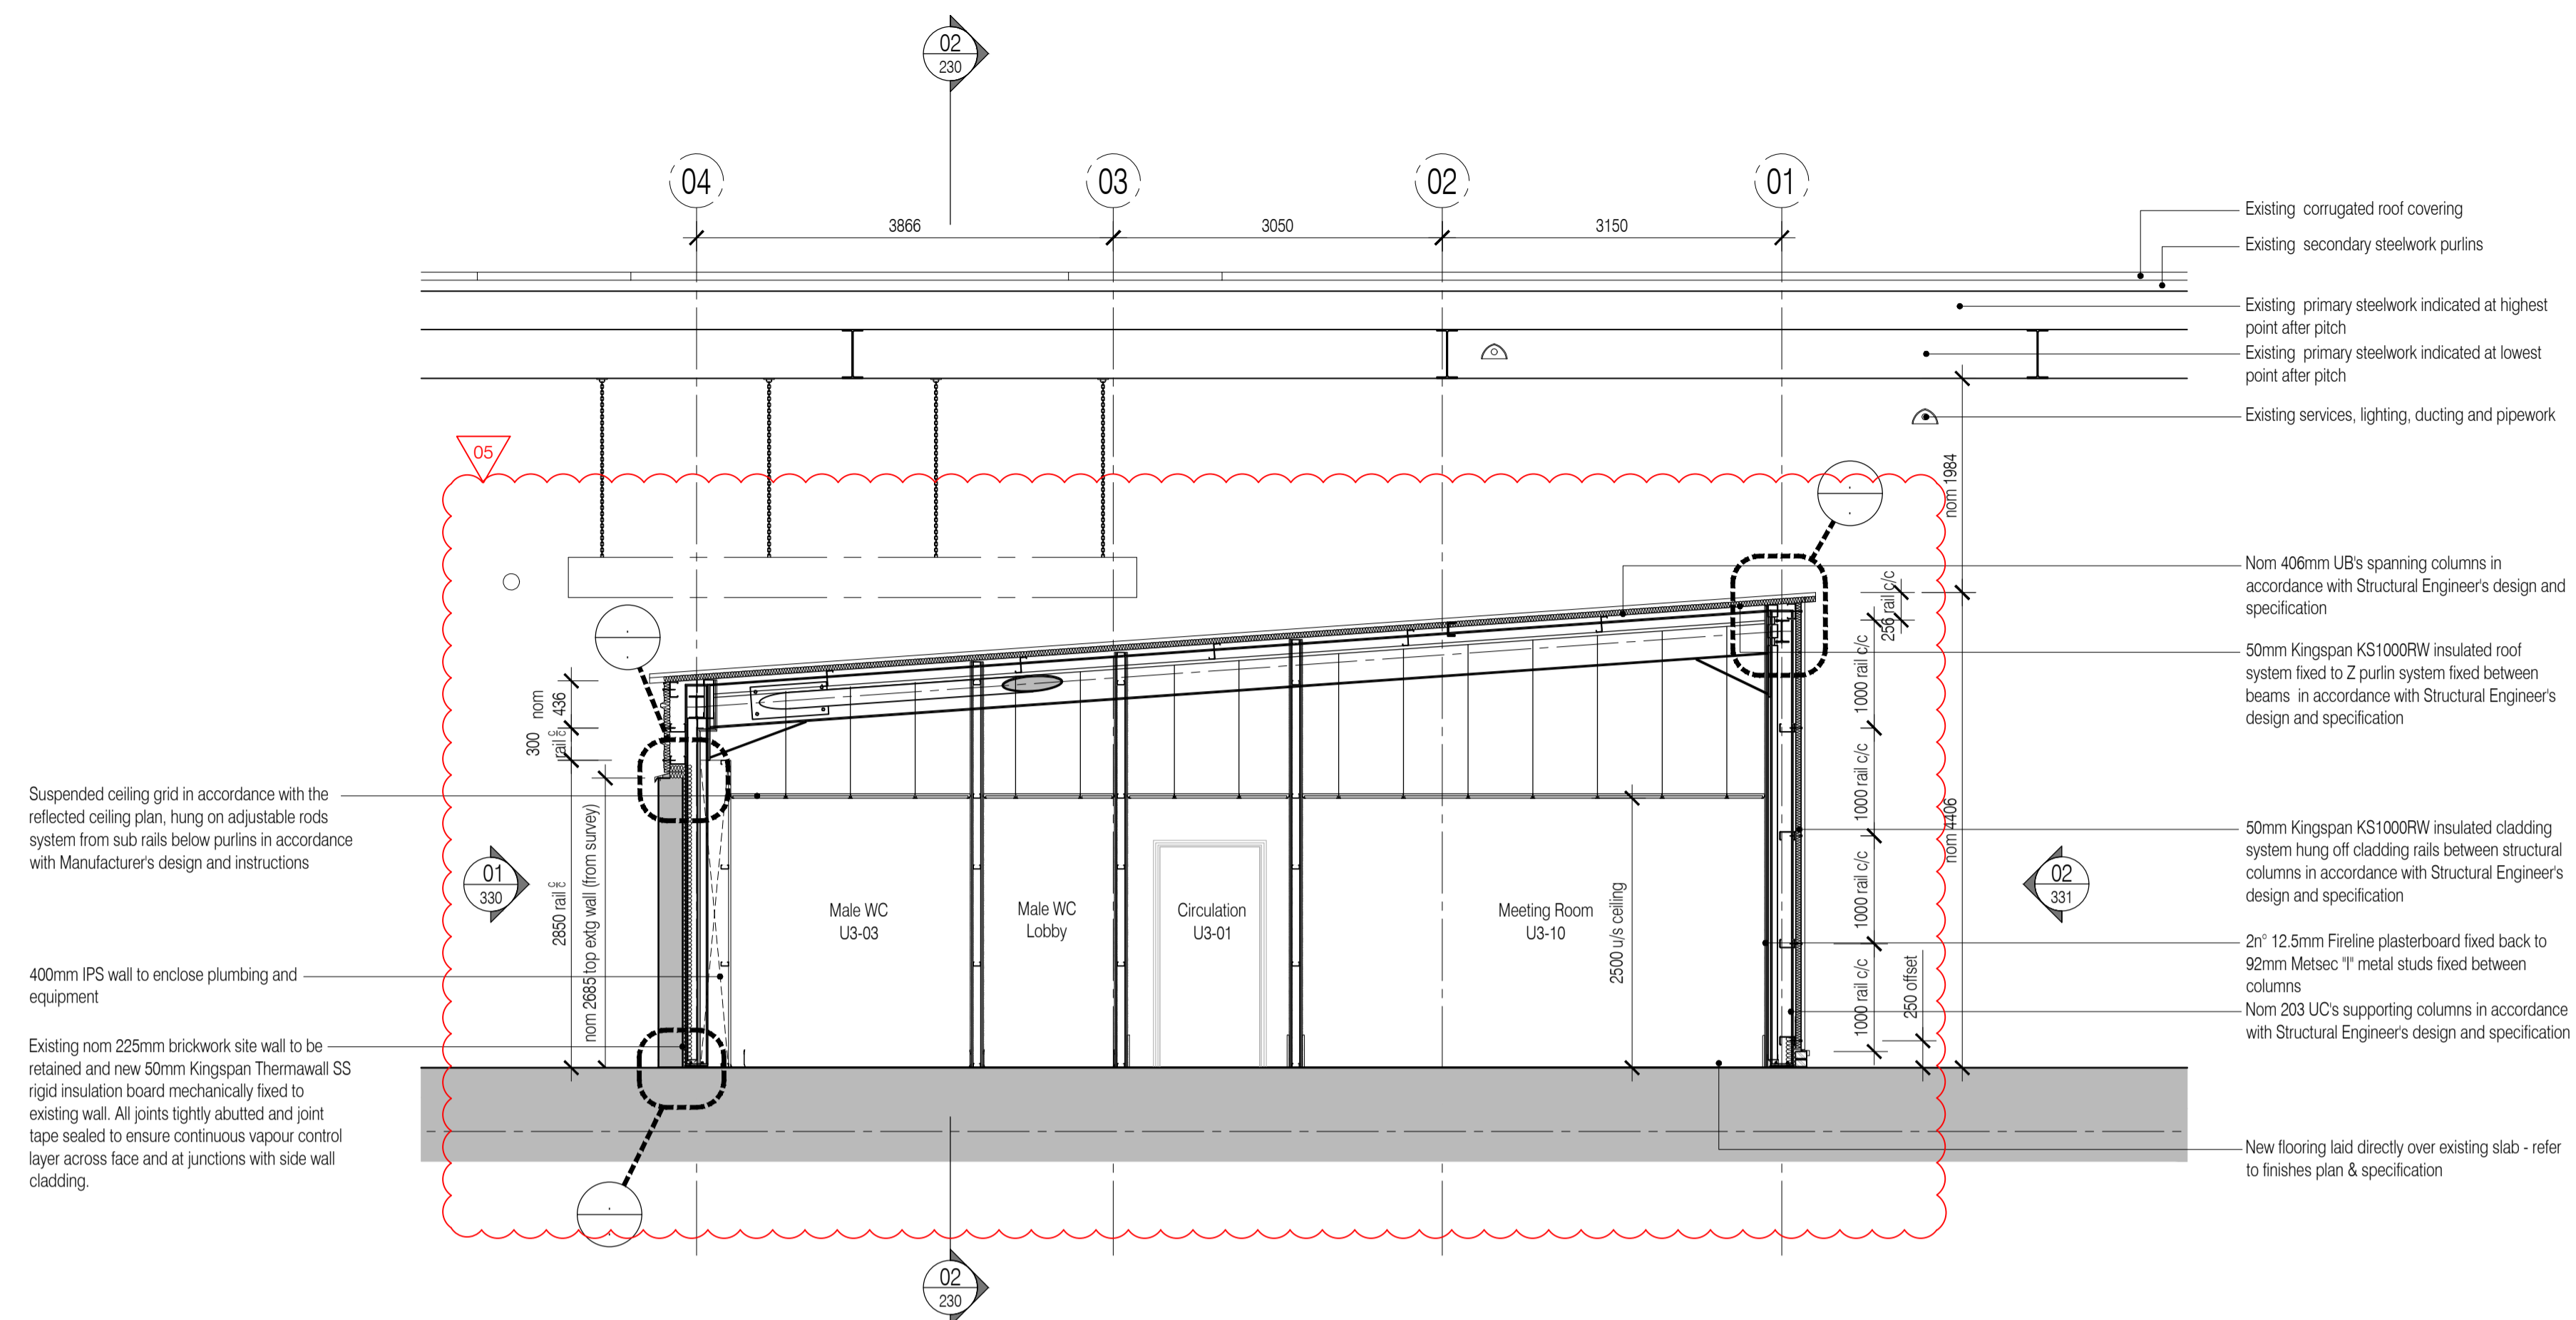 02
230
04
03
02
01
3866
3050
3150
Existing corrugated roof covering
Existing secondary steelwork purlins
Existing primary steelwork indicated at highest
point after pitch
Existing primary steelwork indicated at lowest
point after pitch
Existing services, lighting, ducting and pipework
05
nom 1984
Nom 406mm UB's spanning columns in
accordance with Structural Engineer's design and
specification
256 rail c/c
50mm Kingspan KS1000RW insulated roof
system fixed to Z purlin system fixed between
beams in accordance with Structural Engineer's
design and specification
1000 rail c/c
nom
436
300
rail c/c
1000 rail c/c
Suspended ceiling grid in accordance with the
reflected ceiling plan, hung on adjustable rods
system from sub rails below purlins in accordance
with Manufacturer's design and instructions
nom 4406
50mm Kingspan KS1000RW insulated cladding
system hung off cladding rails between structural
columns in accordance with Structural Engineer's
design and specification
01
330
2850 rail c/c
nom 2685 top extg wall (from survey)
Male WC
U3-03
Male WC
Lobby
Circulation
U3-01
Meeting Room
U3-10
2500 u/s ceiling
1000 rail c/c
02
331
2n° 12.5mm Fireline plasterboard fixed back to
92mm Metsec "I" metal studs fixed between
columns
400mm IPS wall to enclose plumbing and
equipment
1000 rail c/c
250 offset
Nom 203 UC's supporting columns in accordance
with Structural Engineer's design and specification
Existing nom 225mm brickwork site wall to be
retained and new 50mm Kingspan Thermawall SS
rigid insulation board mechanically fixed to
existing wall. All joints tightly abutted and joint
tape sealed to ensure continuous vapour control
layer across face and at junctions with side wall
cladding.
New flooring laid directly over existing slab - refer
to finishes plan & specification
02
230